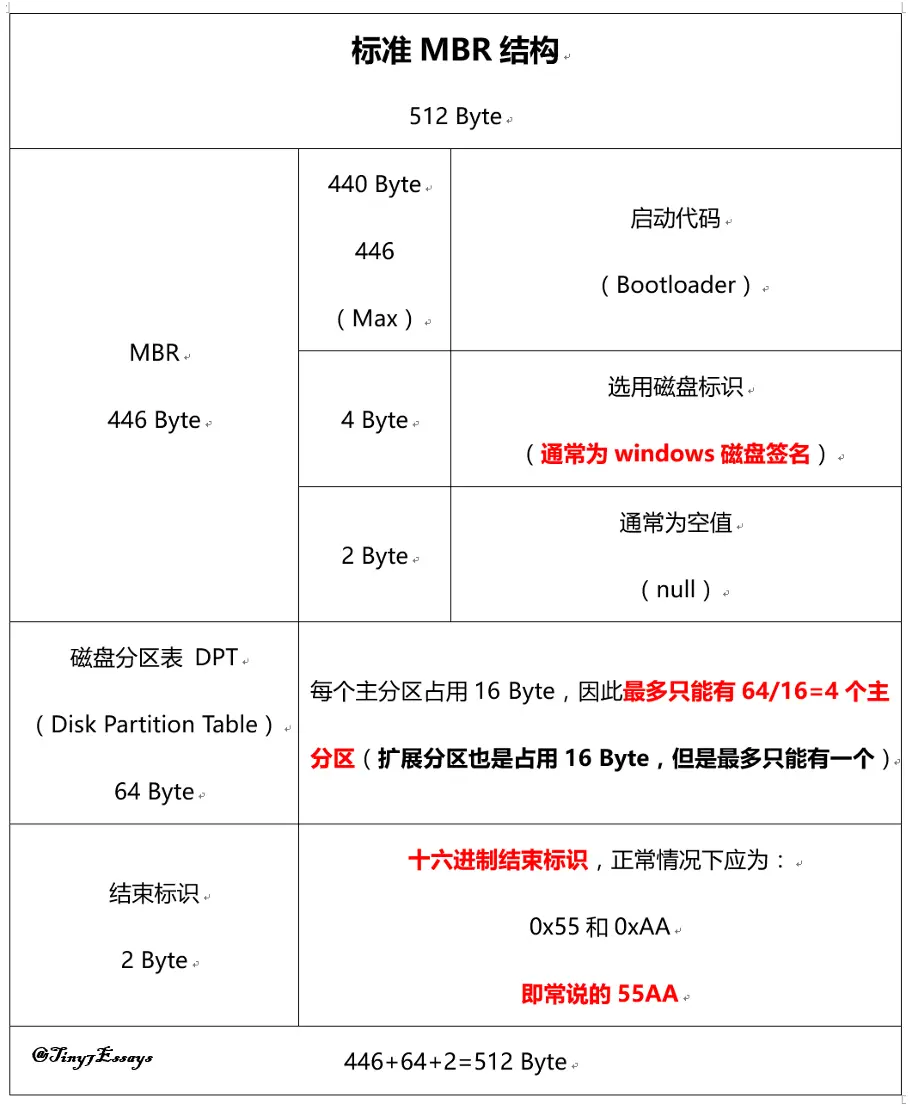 标准 MBR 结构
512 Byte
MBR
446 Byte
440 Byte
446
（Max）
启动代码
（Bootloader）
4 Byte
选用磁盘标识
（通常为 windows 磁盘签名）
2 Byte
通常为空值
（null）
磁盘分区表 DPT
（Disk Partition Table）
64 Byte
每个主分区占用 16 Byte，因此最多只能有 64/16=4 个主
分区（扩展分区也是占用 16 Byte，但是最多只能有一个）
结束标识
2 Byte
十六进制结束标识，正常情况下应为：
0x55 和 0xAA
即常说的 55AA
@Tiny7Essays
446+64+2=512 Byte